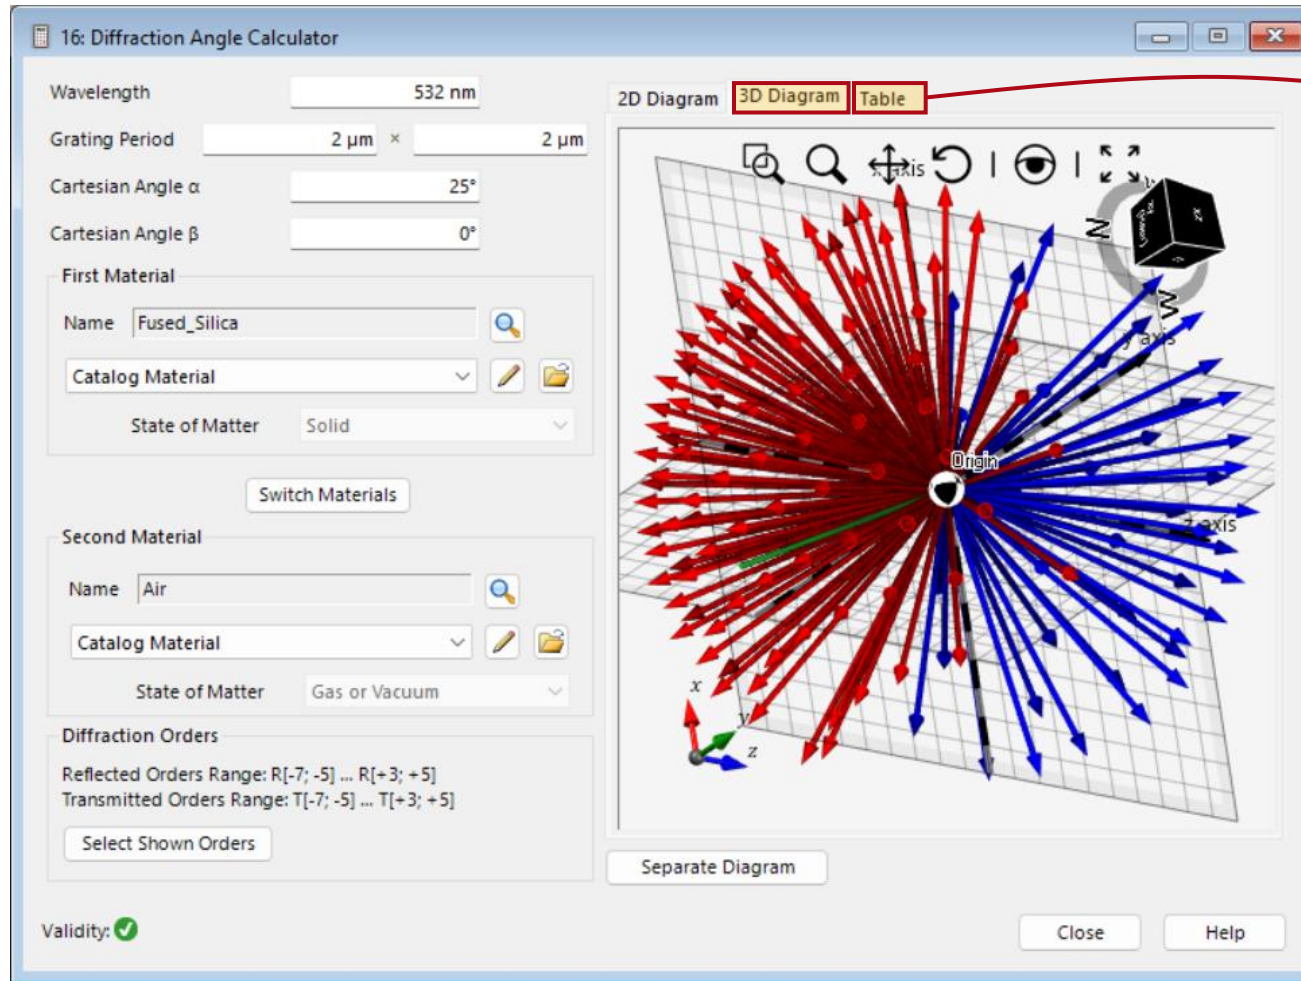 16: Diffraction Angle Calculator
Wavelength 532 nm
Grating Period 2 µm × 2 µm
Cartesian Angle α 25°
Cartesian Angle β 0°
First Material
Name Fused_Silica
Catalog Material
State of Matter Solid
Switch Materials
Second Material
Name Air
Catalog Material
State of Matter Gas or Vacuum
Diffraction Orders
Reflected Orders Range: R[-7; -5] ... R[+3; +5]
Transmitted Orders Range: T[-7; -5] ... T[+3; +5]
Select Shown Orders
Validity:
2D Diagram 3D Diagram Table
x axis
N
ZX
W
y axis
Origin
z axis
x
y
z
Separate Diagram
Close Help